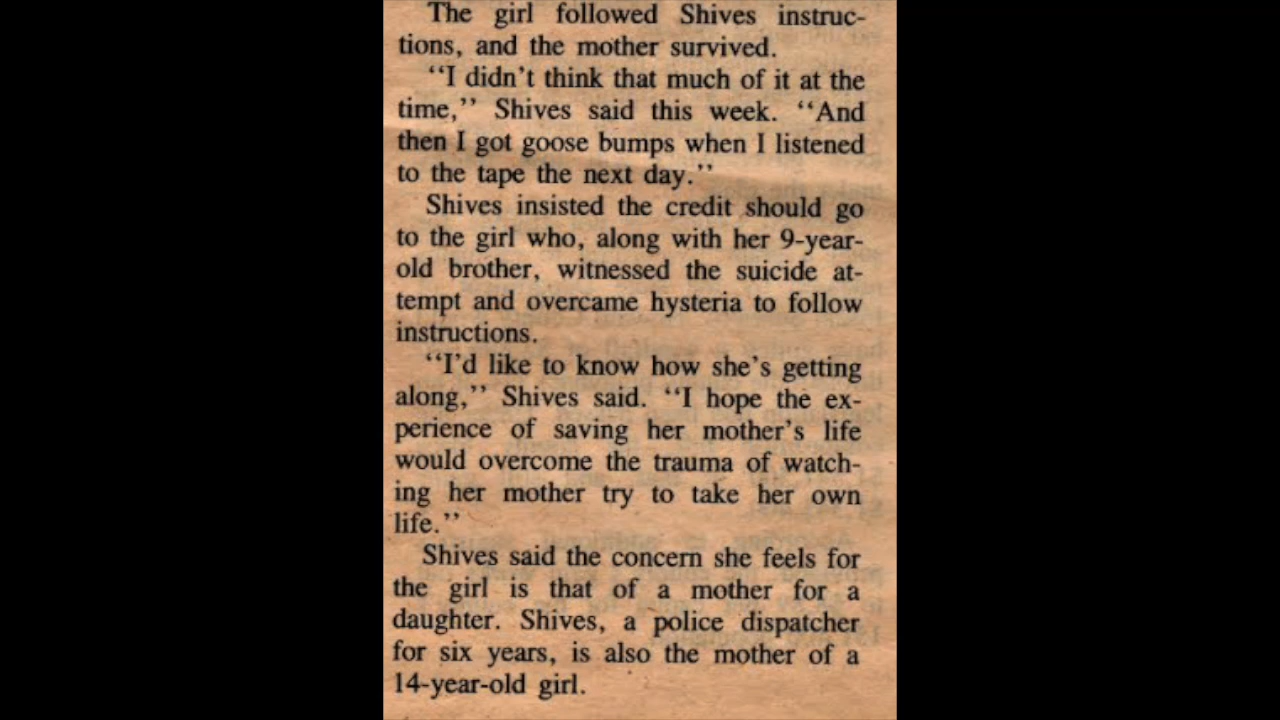 The girl followed Shives instruc-
tions, and the mother survived.
‘‘I didn’t think that much of it at the
time,’’ Shives said this week. ‘‘And
then I got goose bumps when I listened
to the tape the next day.’’
Shives insisted the credit should go
to the girl who, along with her 9-year-
old brother, witnessed the suicide at-
tempt and overcame hysteria to follow
instructions.
‘‘I’d like to know how she’s getting
along,’’ Shives said. ‘‘I hope the ex-
perience of saving her mother’s life
would overcome the trauma of watch-
ing her mother try to take her own
life.’’
Shives said the concern she feels for
the girl is that of a mother for a
daughter. Shives, a police dispatcher
for six years, is also the mother of a
14-year-old girl.